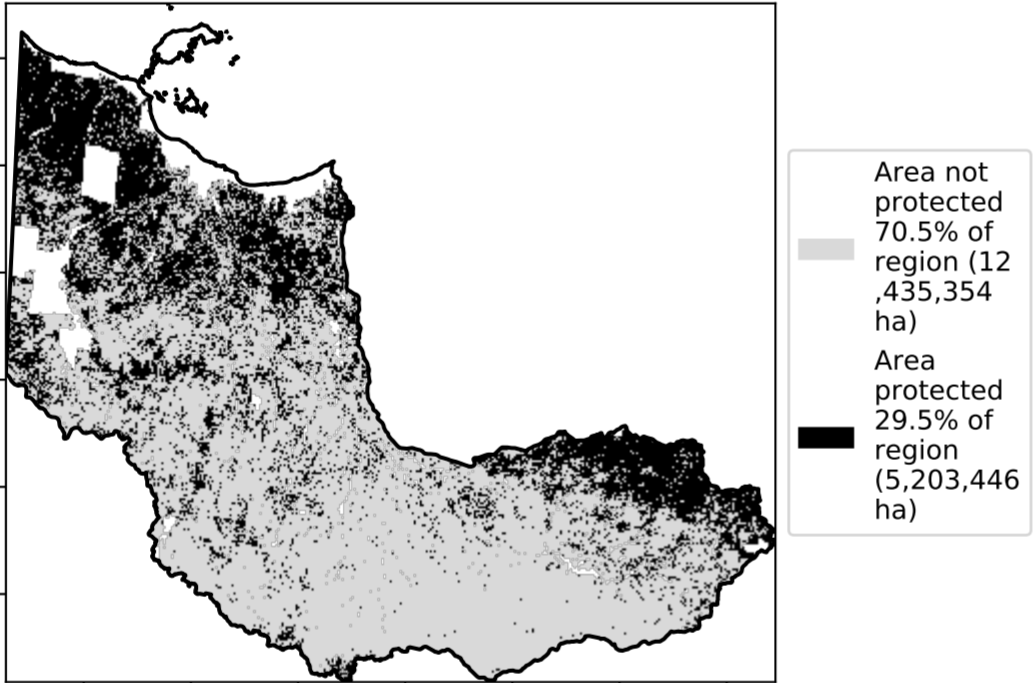 Area not
protected
70.5% of
region (12
,435,354
ha)
Area
protected
29.5% of
region
(5,203,446
ha)